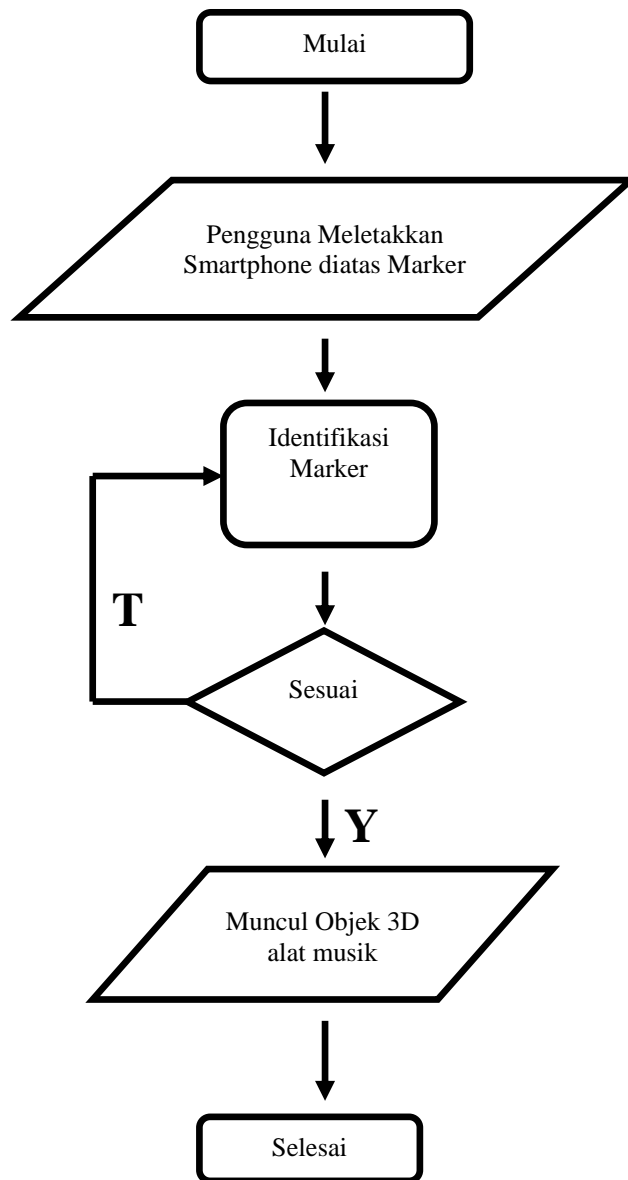 Mulai
Pengguna Meletakkan
Smartphone diatas Marker
Identifikasi
Marker
T
Sesuai
Y
Muncul Objek 3D
alat musik
Selesai